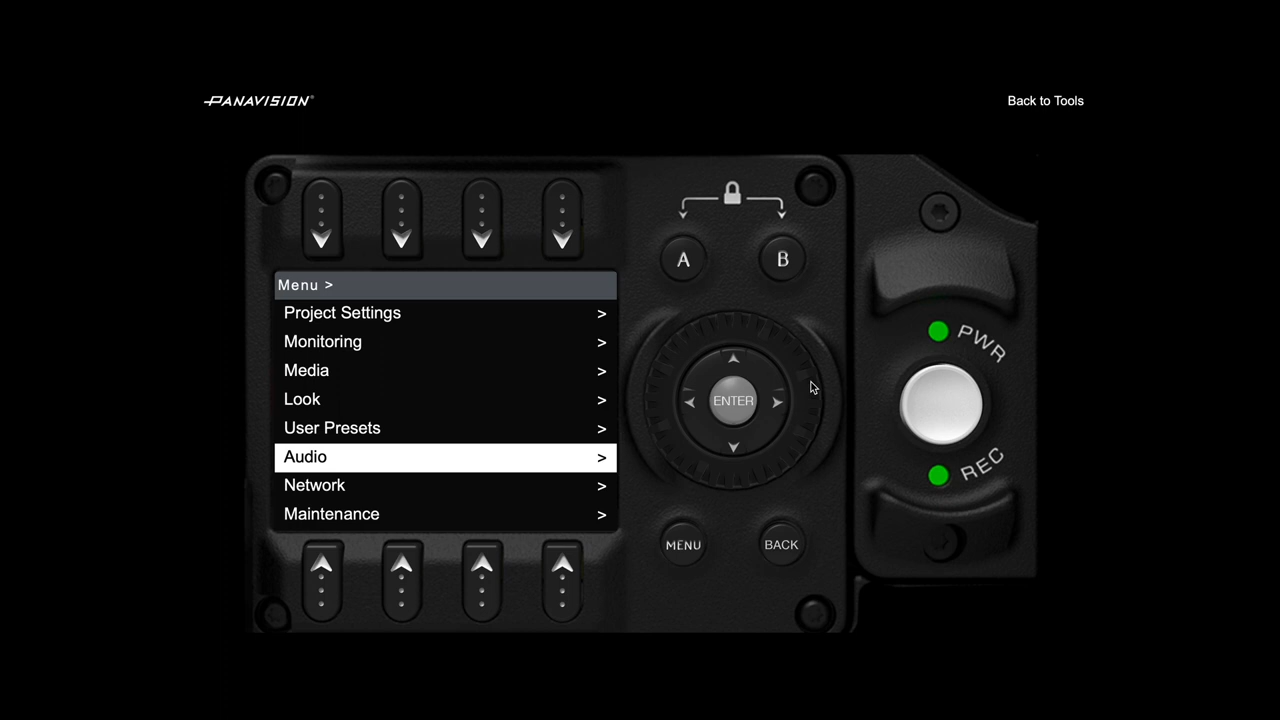 PANAVISION®
Back to Tools
A
B
Menu >
Project Settings >
Monitoring >
Media >
Look >
User Presets >
Audio >
Network >
Maintenance >
ENTER
MENU
BACK
PWR
REC